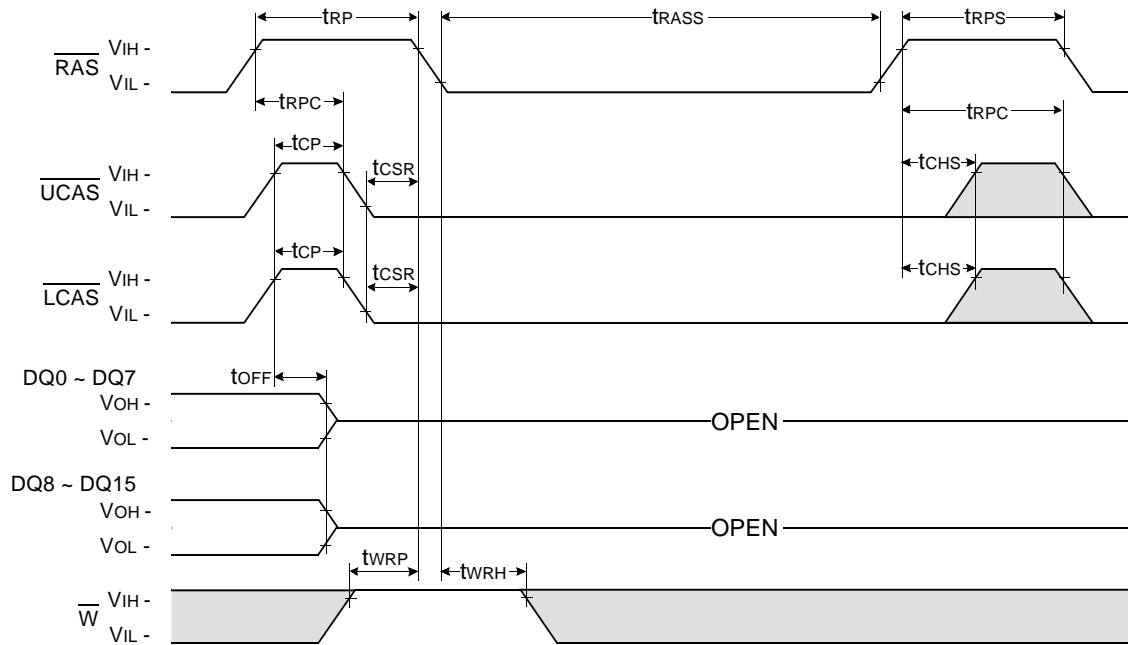 tRP
tRASS
tRPS
RAS
VIH -
VIL -
tRPC
tRPC
tCP
tCSR
tCHS
UCAS
VIH -
VIL -
tCP
tCSR
tCHS
LCAS
VIH -
VIL -
DQ0 ~ DQ7
tOFF
VOH -
VOL -
OPEN
DQ8 ~ DQ15
VOH -
VOL -
OPEN
tWRP
tWRH
W
VIH -
VIL -